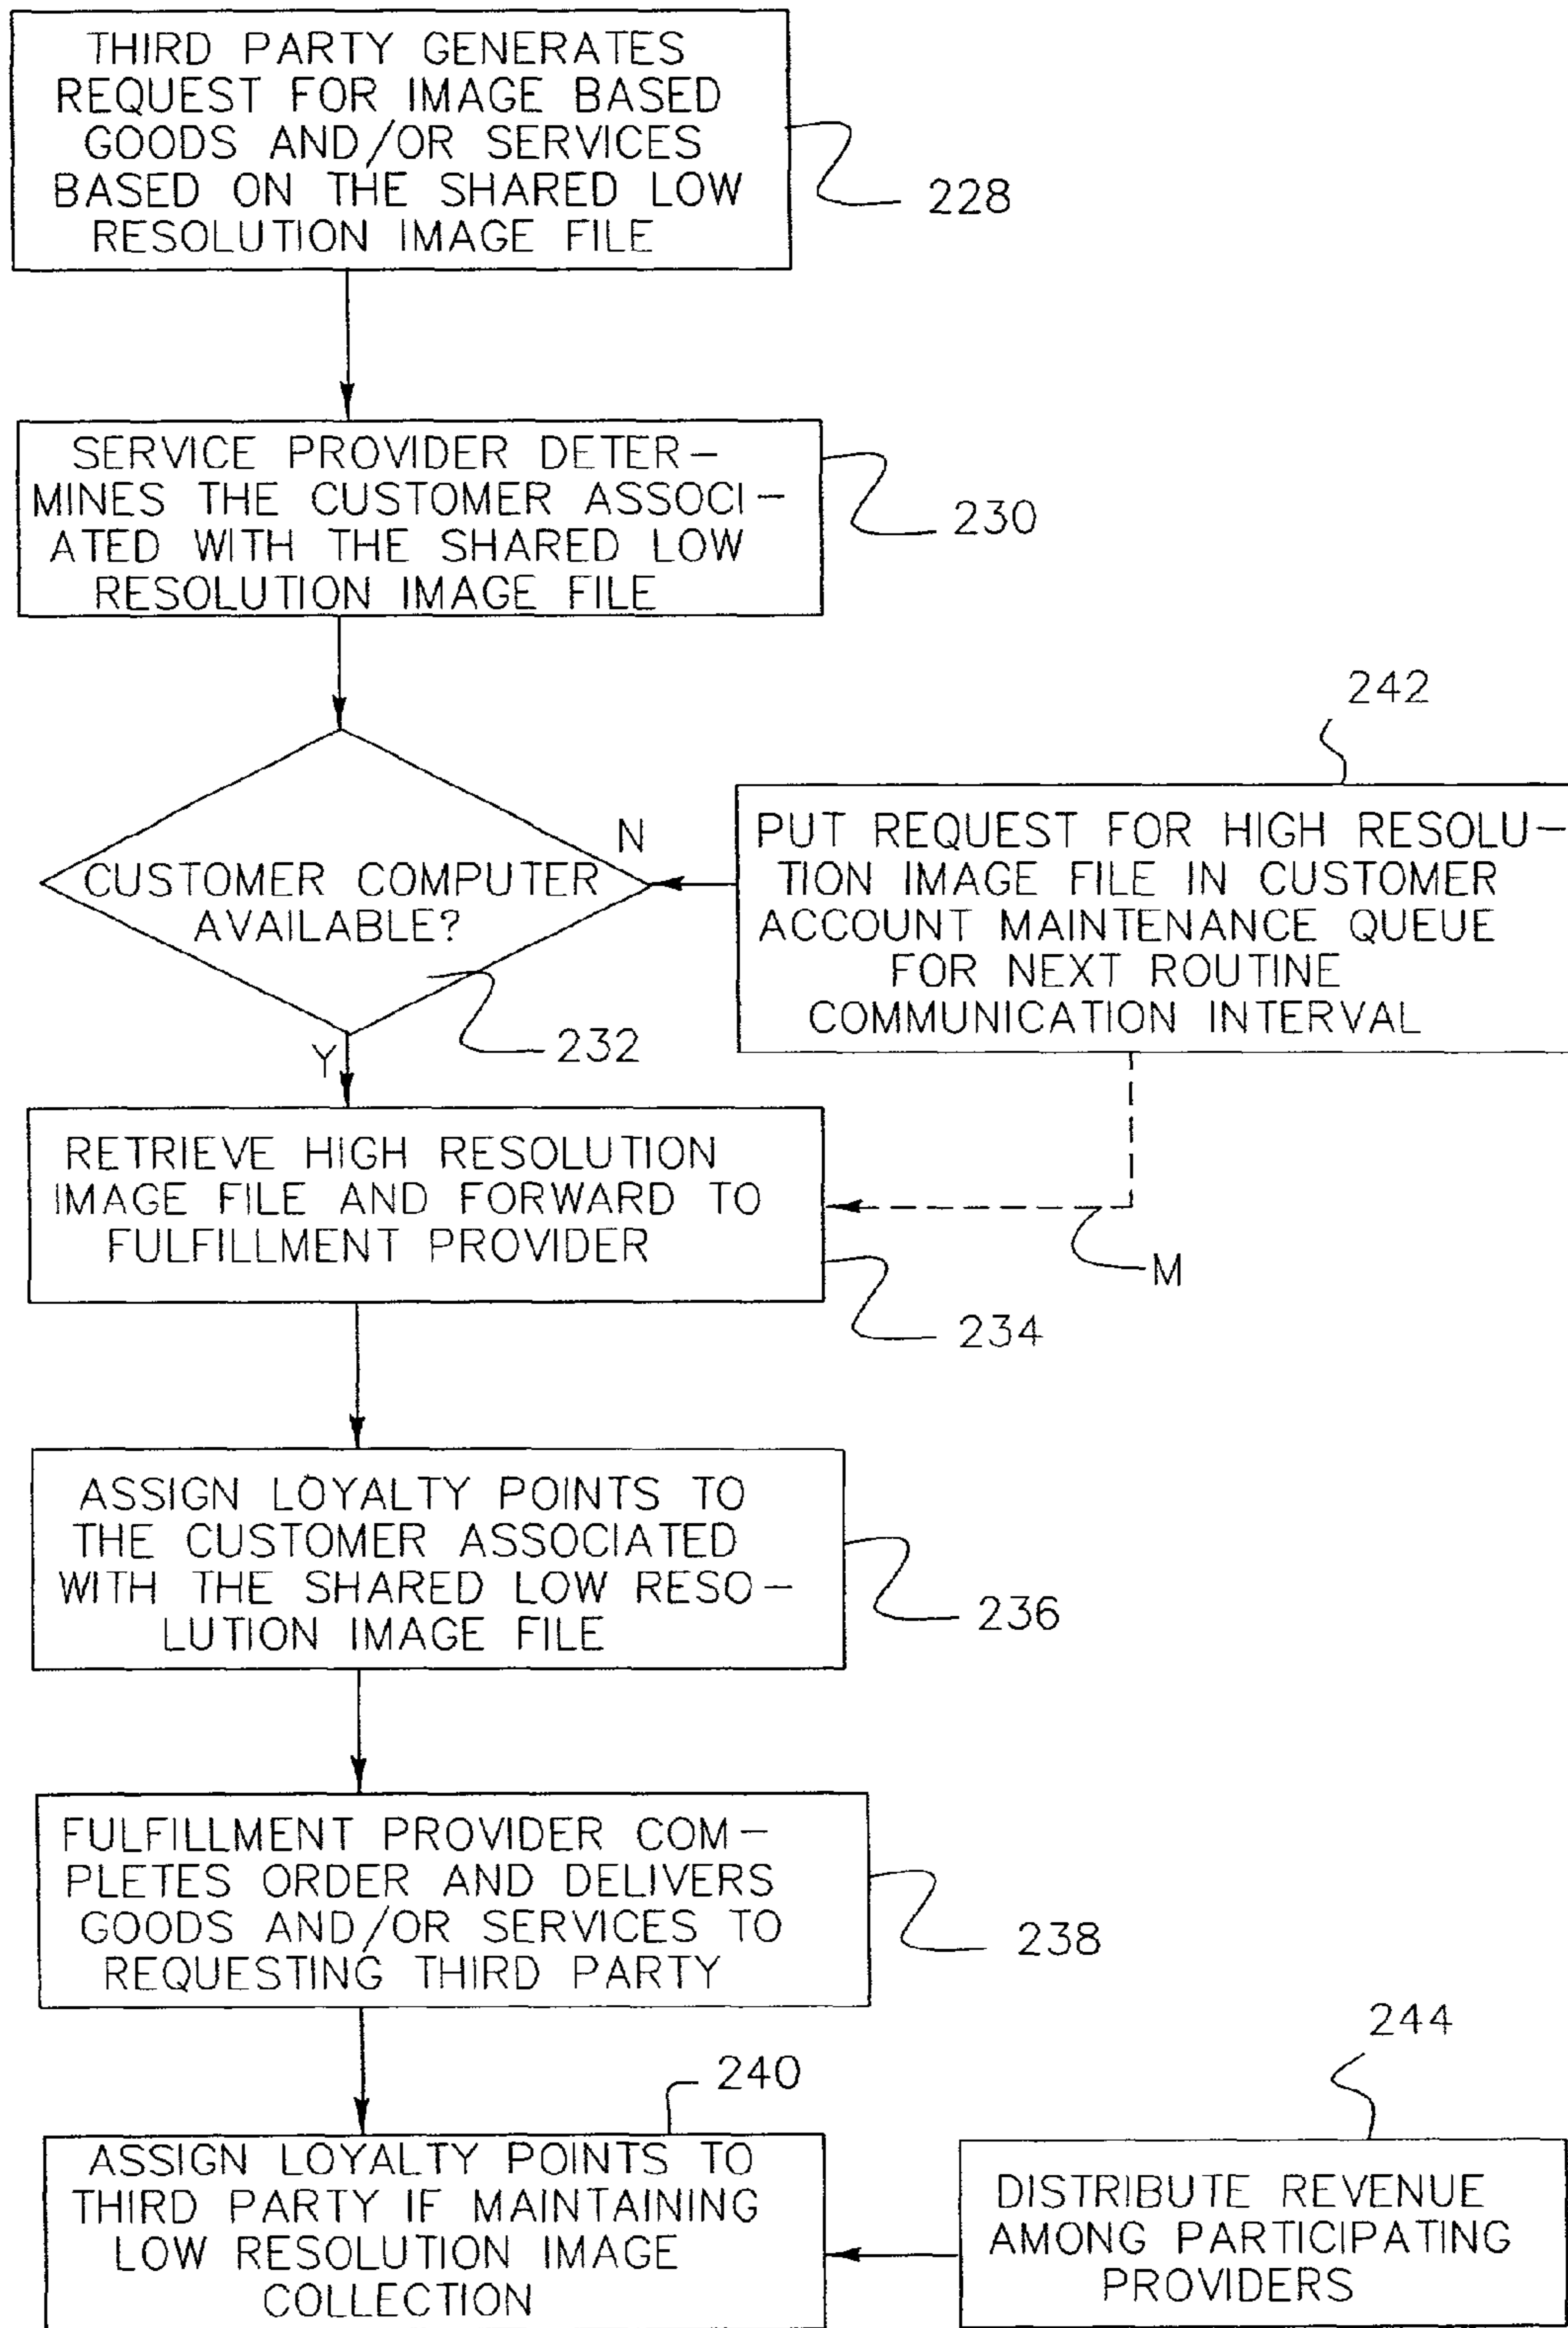 THIRD PARTY GENERATES
REQUEST FOR IMAGE BASED
GOODS AND/OR SERVICES
BASED ON THE SHARED LOW
RESOLUTION IMAGE FILE
228
SERVICE PROVIDER DETER-
MINES THE CUSTOMER ASSOCI-
ATED WITH THE SHARED LOW
RESOLUTION IMAGE FILE
230
CUSTOMER COMPUTER
AVAILABLE?
N
Y
232
242
PUT REQUEST FOR HIGH RESOLU-
TION IMAGE FILE IN CUSTOMER
ACCOUNT MAINTENANCE QUEUE
FOR NEXT ROUTINE
COMMUNICATION INTERVAL
RETRIEVE HIGH RESOLUTION
IMAGE FILE AND FORWARD TO
FULFILLMENT PROVIDER
M
234
ASSIGN LOYALTY POINTS TO
THE CUSTOMER ASSOCIATED
WITH THE SHARED LOW RESO-
LUTION IMAGE FILE
236
FULFILLMENT PROVIDER COM-
PLETES ORDER AND DELIVERS
GOODS AND/OR SERVICES TO
REQUESTING THIRD PARTY
238
240
ASSIGN LOYALTY POINTS TO
THIRD PARTY IF MAINTAINING
LOW RESOLUTION IMAGE
COLLECTION
244
DISTRIBUTE REVENUE
AMONG PARTICIPATING
PROVIDERS